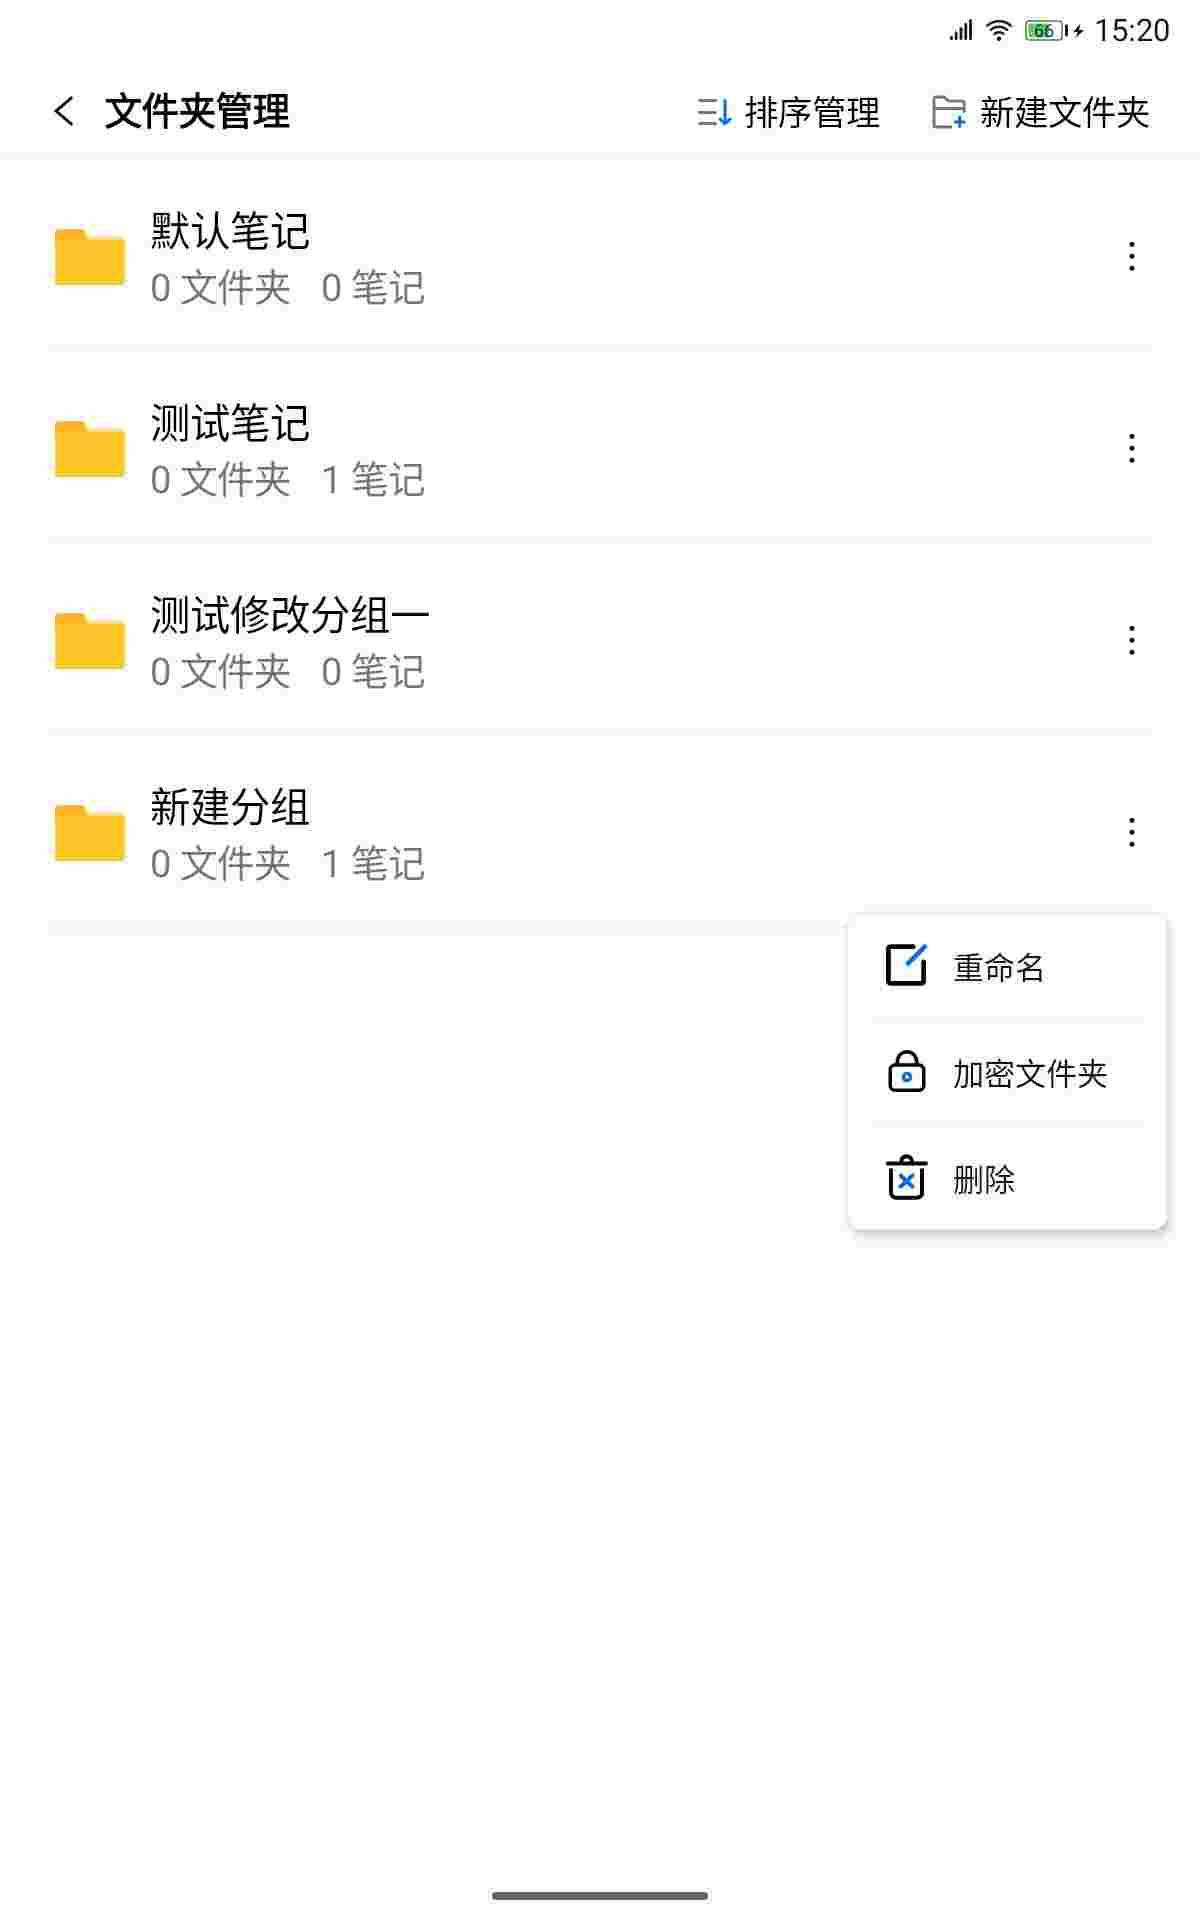 66 15:20
文件夹管理 排序管理 新建文件夹
默认笔记
0 文件夹 0 笔记
测试笔记
0 文件夹 1 笔记
测试修改分组一
0 文件夹 0 笔记
新建分组
0 文件夹 1 笔记
重命名
加密文件夹
删除